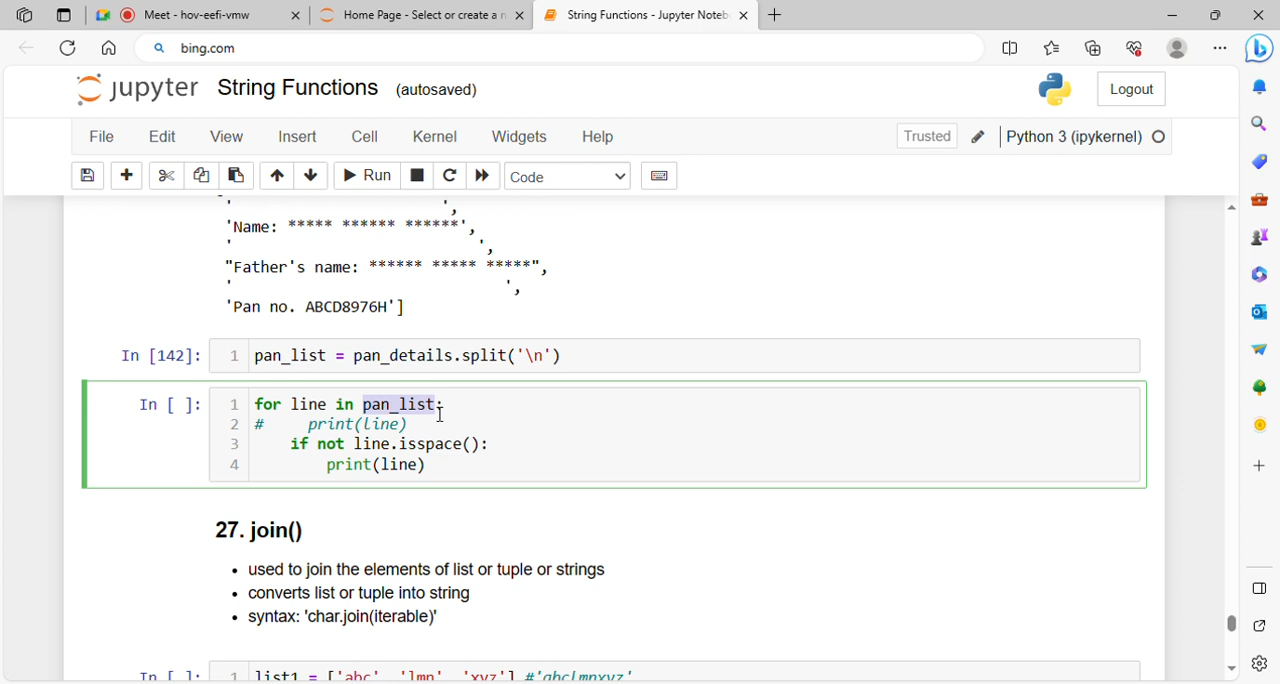 Meet - hov-eefi-vmw
Home Page - Select or create a n
String Functions - Jupyter Noteb
bing.com
jupyter String Functions (autosaved)
Logout
File Edit View Insert Cell Kernel Widgets Help
Trusted
Python 3 (ipykernel)
Run
Code
'Name: ***** ****** ******',
"Father's name: ****** ***** *****",
'Pan no. ABCD8976H']
In [142]: 1 pan_list = pan_details.split('\n')
In [ ]: 1 for line in pan_list:
2 # print(line)
3 if not line.isspace():
4 print(line)
27. join()
• used to join the elements of list or tuple or strings
• converts list or tuple into string
• syntax: 'char.join(iterable)'
In [ ]: 1 list1 = ['abc', 'lmn', 'xyz'] #'abclmnxyz'